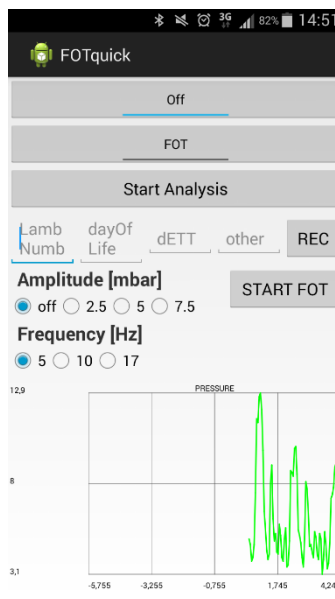 3G 82% 14:51
FOTquick
Off
FOT
Start Analysis
Lamb dayOf dETT other REC
Numb Life
Amplitude [mbar] START FOT
off 2.5 5 7.5
Frequency [Hz]
5 10 17
12,9 PRESSURE
8
3,1
-5,755 -3,255 -0,755 1,745 4,24